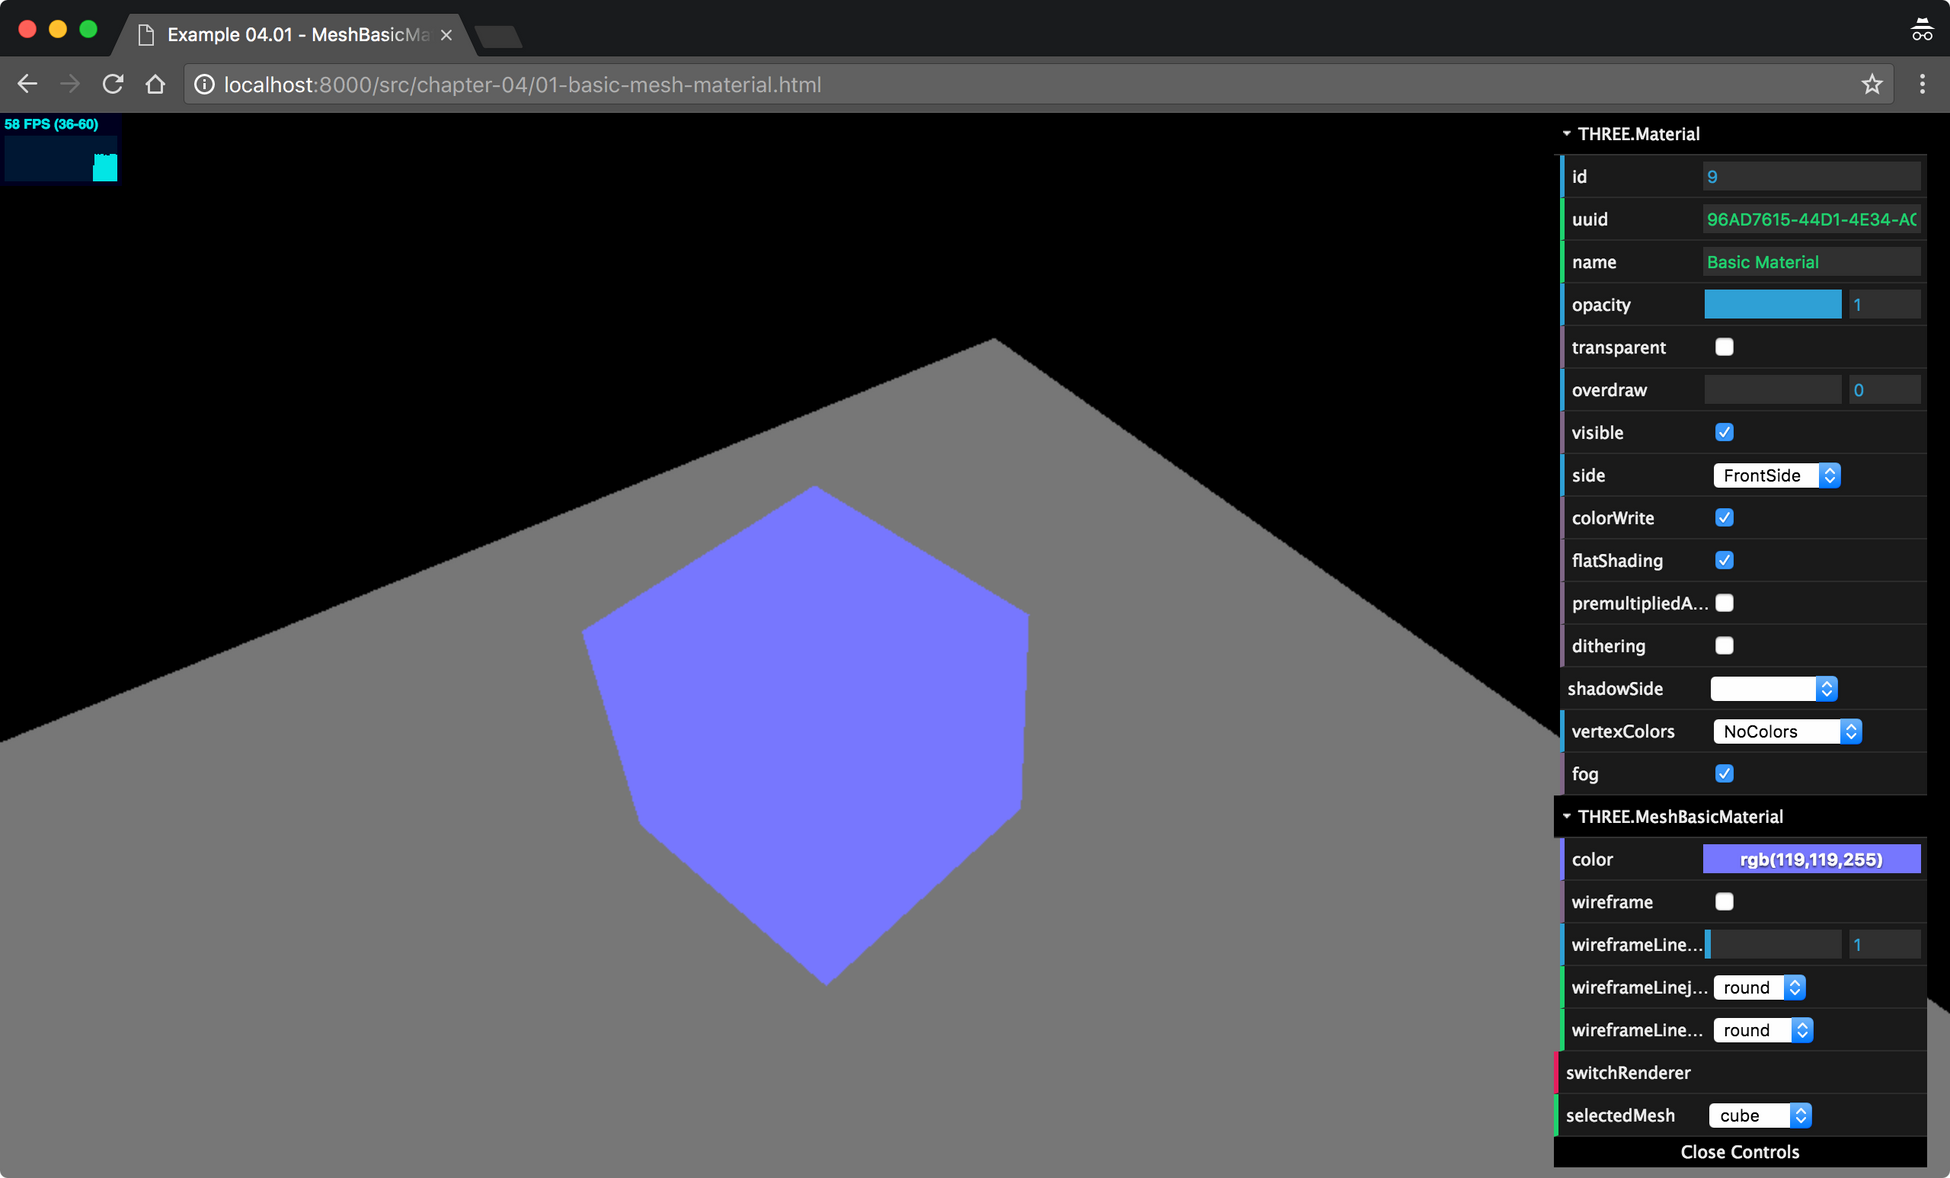 Example 04.01 - MeshBasicMa
localhost:8000/src/chapter-04/01-basic-mesh-material.html
58 FPS (36-60)
THREE.Material
id 9
uuid 96AD7615-44D1-4E34-AC
name Basic Material
opacity 1
transparent
overdraw 0
visible
side FrontSide
colorWrite
flatShading
premultipliedA...
dithering
shadowSide
vertexColors NoColors
fog
THREE.MeshBasicMaterial
color rgb(119,119,255)
wireframe
wireframeLine... 1
wireframeLinej... round
wireframeLine... round
switchRenderer
selectedMesh cube
Close Controls